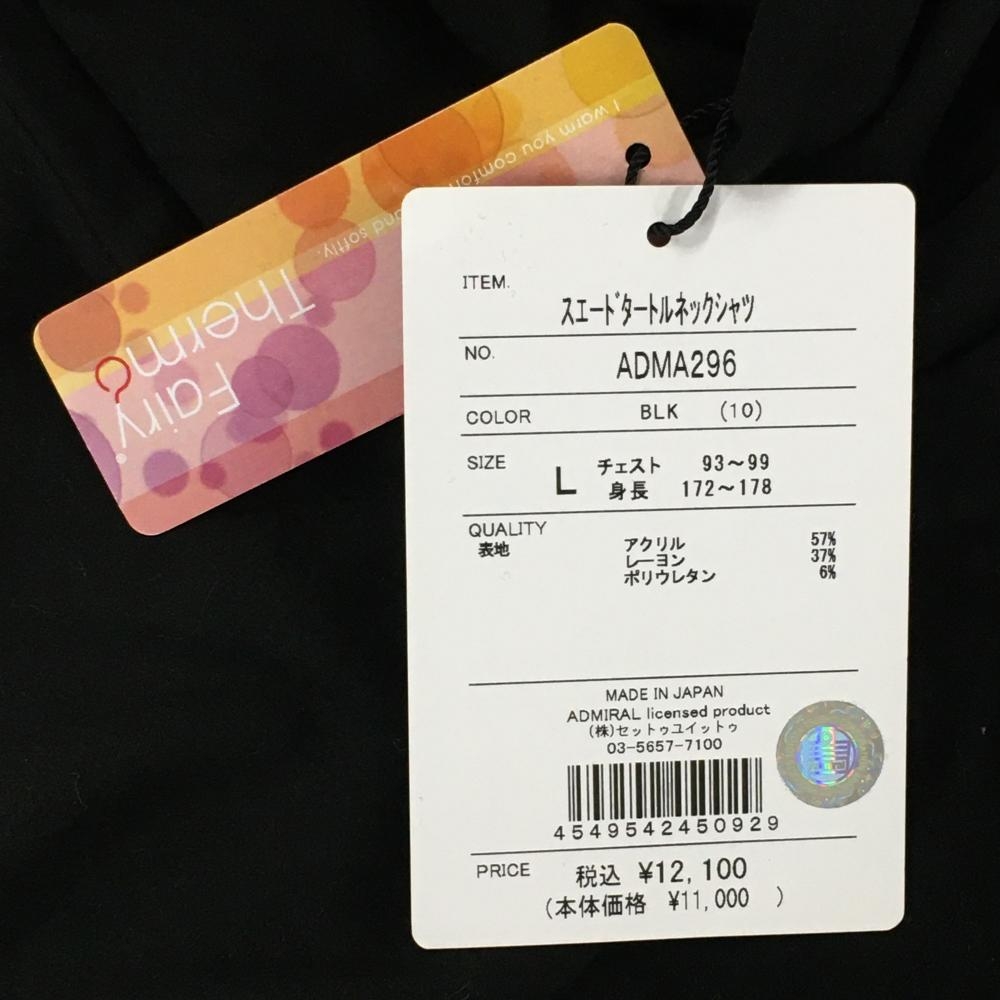 I warm you comfor
and softly.
Fairy
Thermo
ITEM.
スエードタートルネックシャツ
NO.
ADMA296
COLOR BLK (10)
SIZE L チェスト 93～99
身長 172～178
QUALITY
表地 アクリル 57%
レーヨン 37%
ポリウレタン 6%
MADE IN JAPAN
ADMIRAL licensed product
(株)セットゥユイットゥ
03-5657-7100
4549542450929
PRICE 税込 ¥12,100
(本体価格 ¥11,000 )